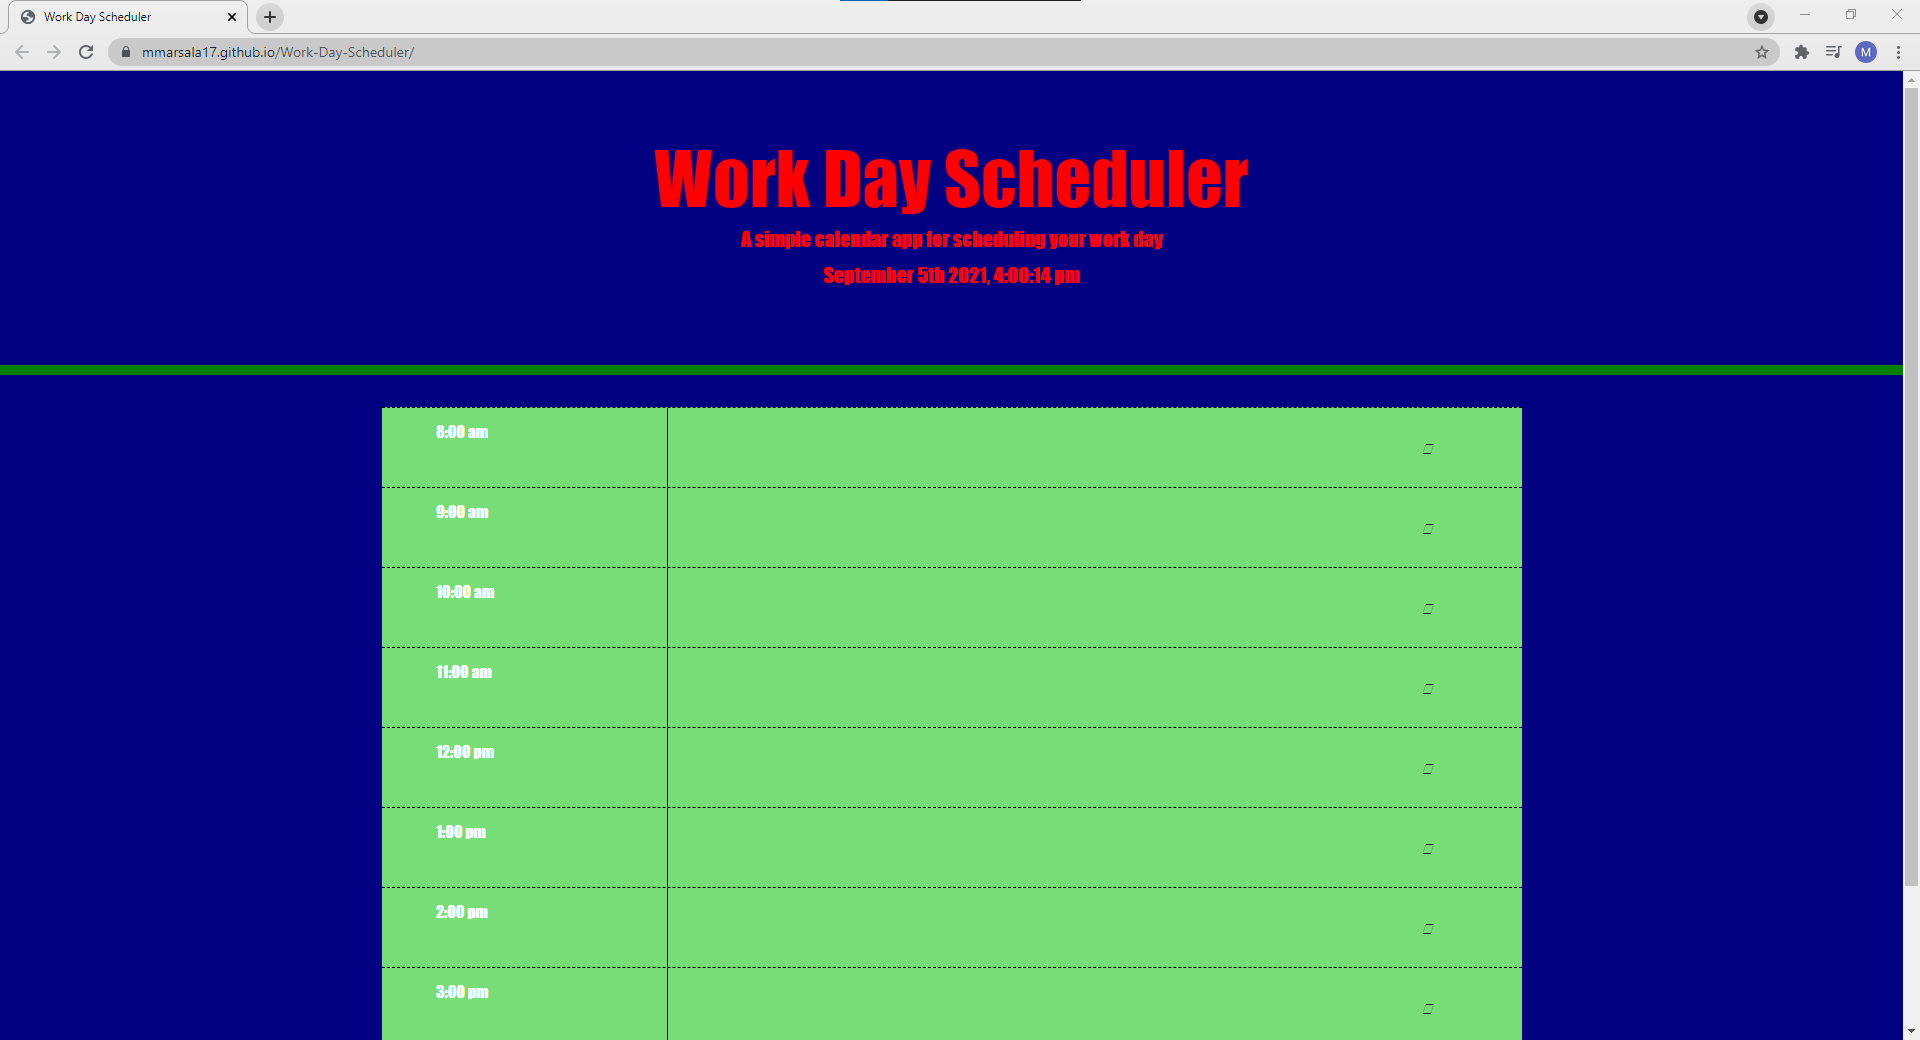 Work Day Scheduler
mmarsala17.github.io/Work-Day-Scheduler/
M
Work Day Scheduler
A simple calendar app for scheduling your work day
September 5th 2021, 4:00:14 pm
8:00 am
9:00 am
10:00 am
11:00 am
12:00 pm
1:00 pm
2:00 pm
3:00 pm